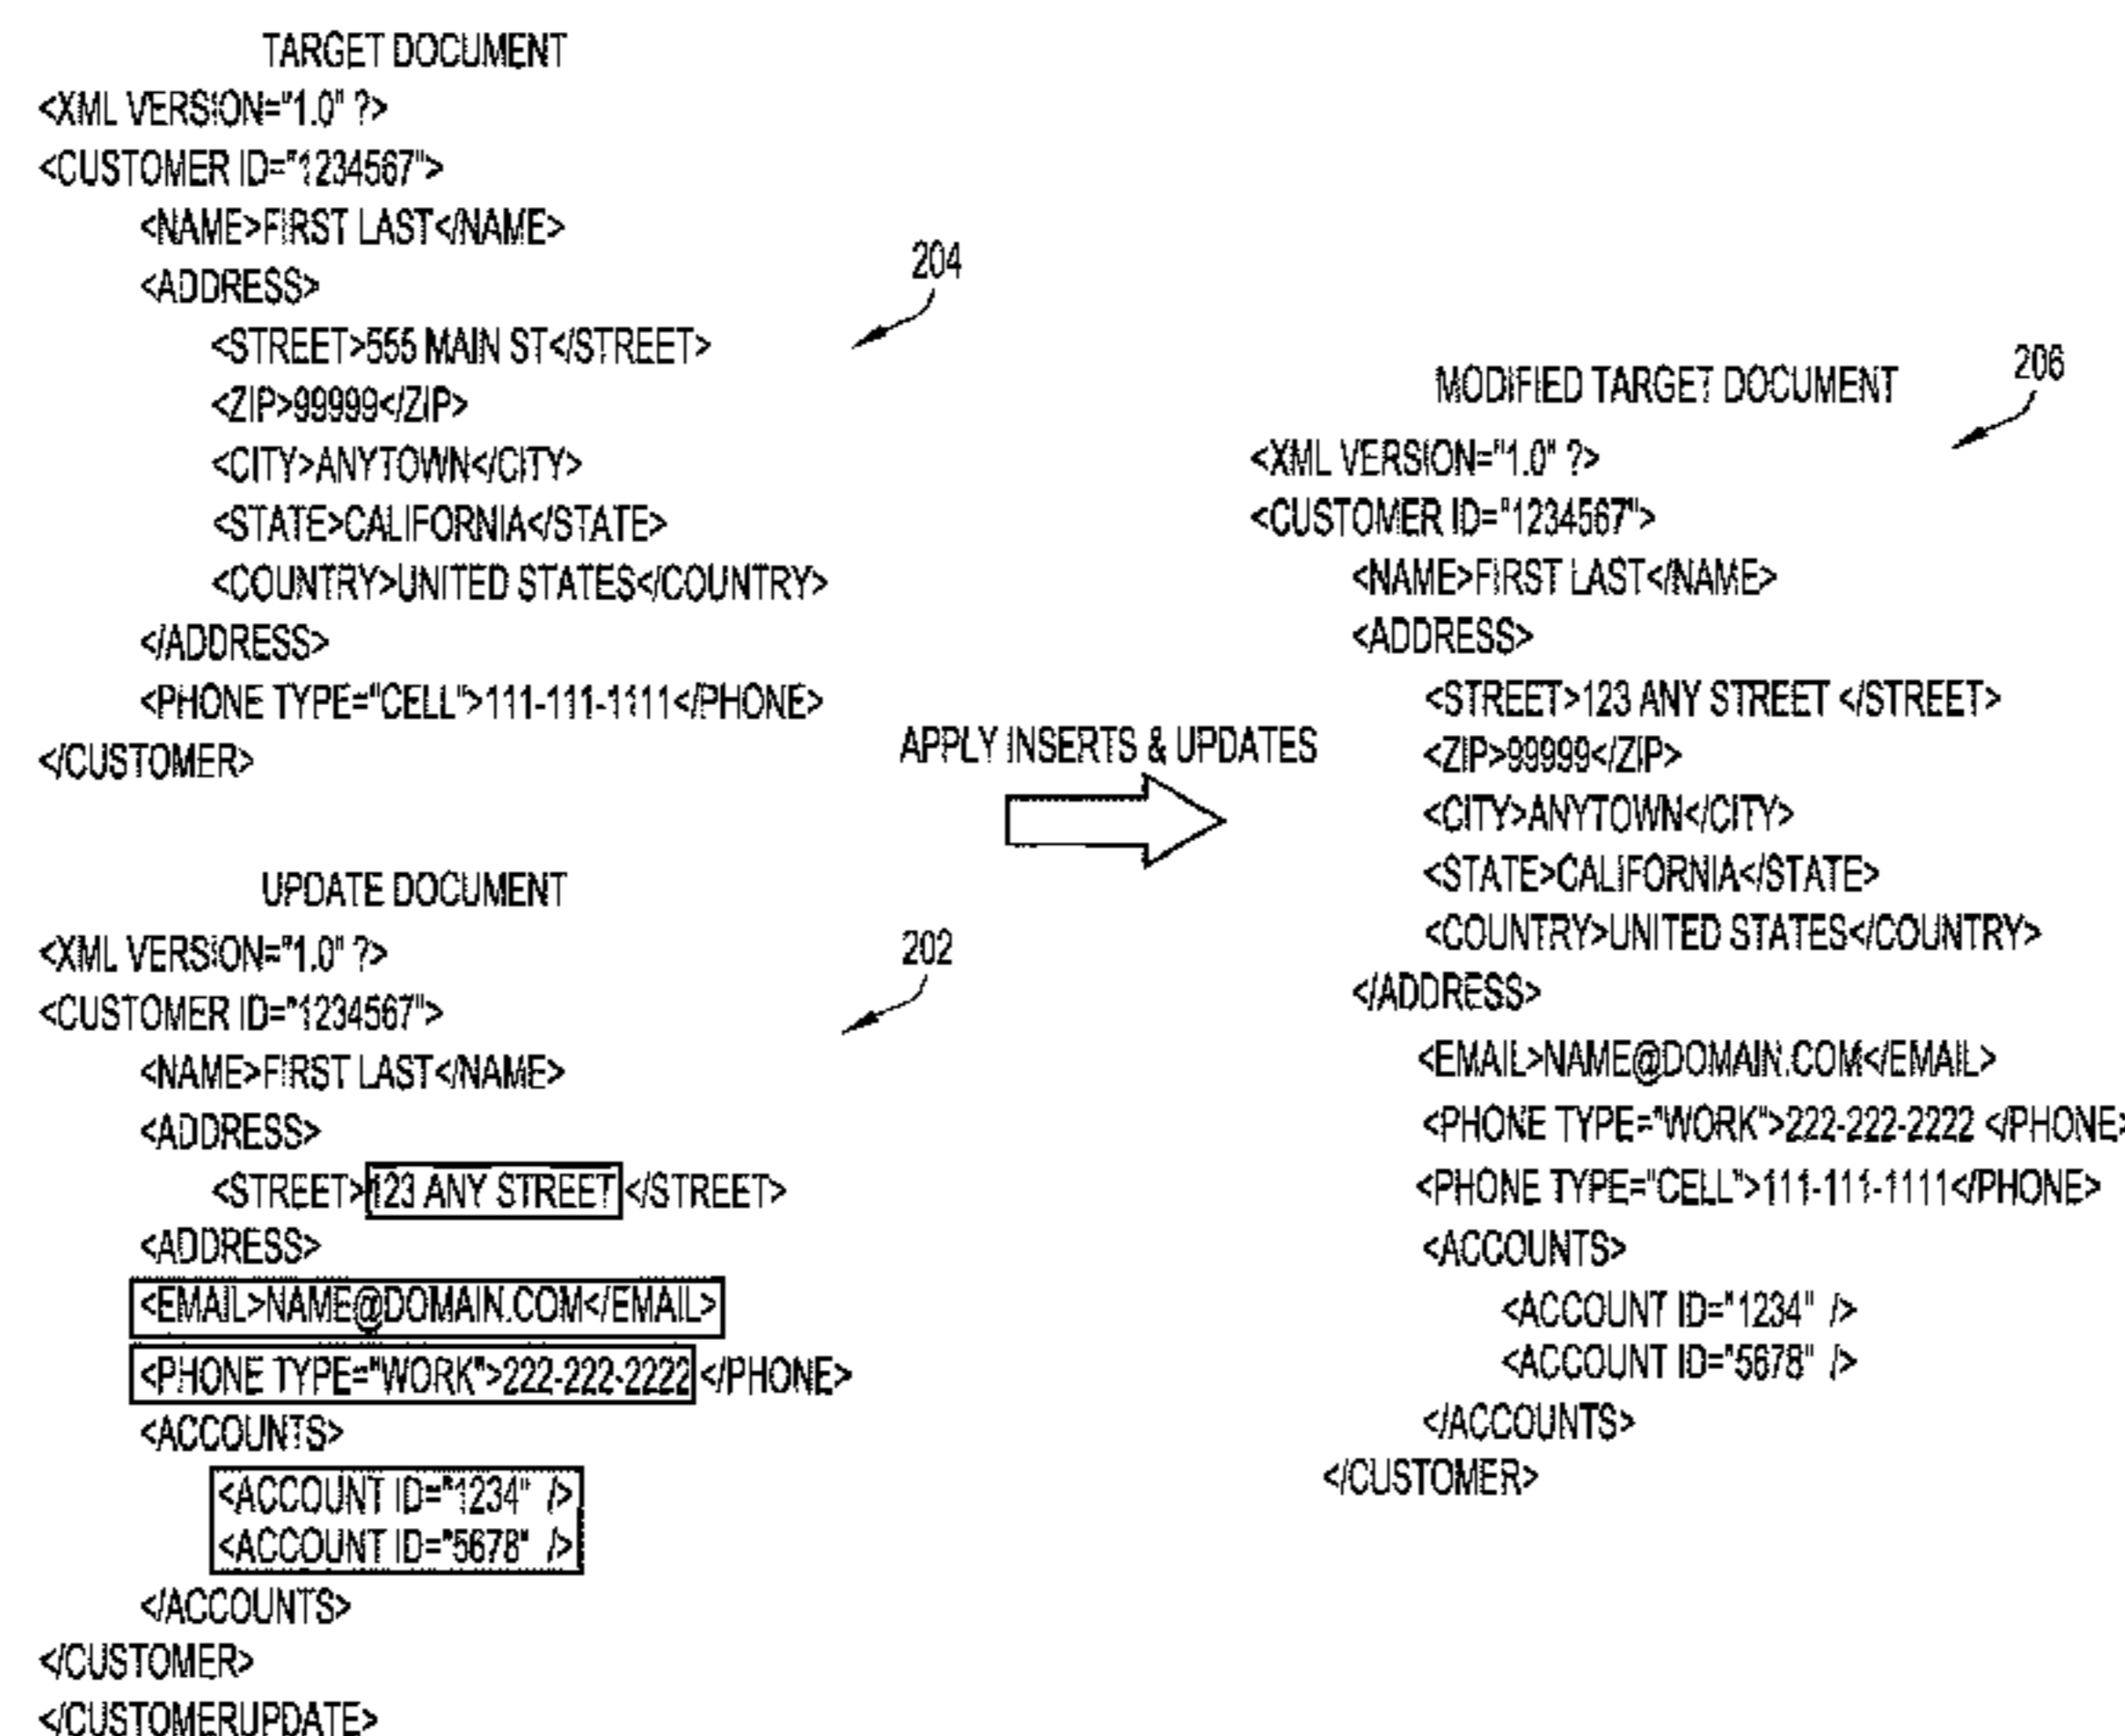 TARGET DOCUMENT
<XML VERSION="1.0" ?>
<CUSTOMER ID="1234567">
<NAME>FIRST LAST</NAME>
<ADDRESS>
<STREET>555 MAIN ST</STREET>
<ZIP>99999</ZIP>
<CITY>ANYTOWN</CITY>
<STATE>CALIFORNIA</STATE>
<COUNTRY>UNITED STATES</COUNTRY>
</ADDRESS>
<PHONE TYPE="CELL">111-111-1111</PHONE>
</CUSTOMER>
204
UPDATE DOCUMENT
<XML VERSION="1.0" ?>
<CUSTOMER ID="1234567">
<NAME>FIRST LAST</NAME>
<ADDRESS>
<STREET>123 ANY STREET </STREET>
<ADDRESS>
<EMAIL>NAME@DOMAIN.COM</EMAIL>
<PHONE TYPE="WORK">222-222-2222 </PHONE>
<ACCOUNTS>
<ACCOUNT ID="1234" />
<ACCOUNT ID="5678" />
</ACCOUNTS>
</CUSTOMER>
</CUSTOMERUPDATE>
202
APPLY INSERTS & UPDATES
MODIFIED TARGET DOCUMENT
206
<XML VERSION="1.0" ?>
<CUSTOMER ID="1234567">
<NAME>FIRST LAST</NAME>
<ADDRESS>
<STREET>123 ANY STREET </STREET>
<ZIP>99999</ZIP>
<CITY>ANYTOWN</CITY>
<STATE>CALIFORNIA</STATE>
<COUNTRY>UNITED STATES</COUNTRY>
</ADDRESS>
<EMAIL>NAME@DOMAIN.COM</EMAIL>
<PHONE TYPE="WORK">222-222-2222 </PHONE>
<PHONE TYPE="CELL">111-111-1111</PHONE>
<ACCOUNTS>
<ACCOUNT ID="1234" />
<ACCOUNT ID="5678" />
</ACCOUNTS>
</CUSTOMER>